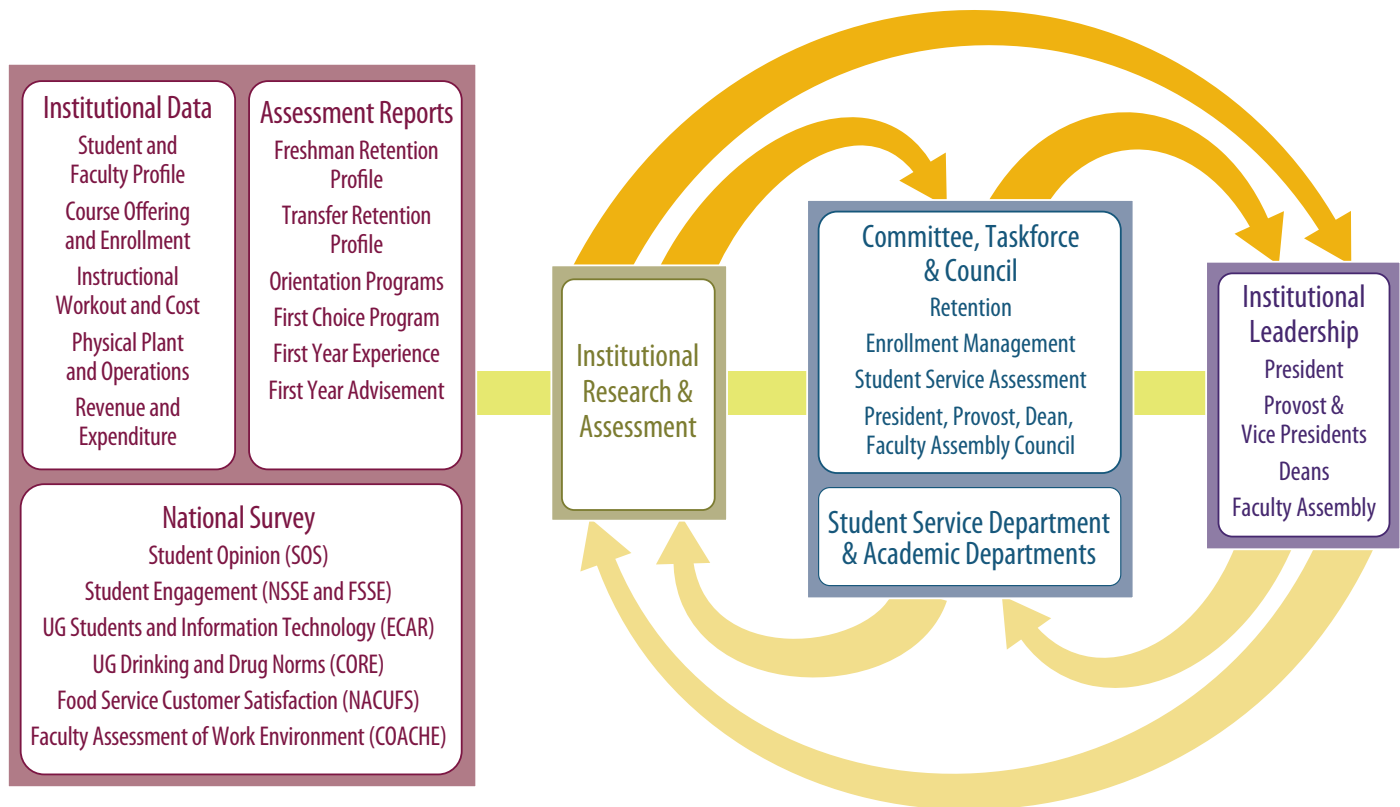 Institutional Data
Student and
Faculty Profile
Course Offering
and Enrollment
Instructional
Workout and Cost
Physical Plant
and Operations
Revenue and
Expenditure
Assessment Reports
Freshman Retention
Profile
Transfer Retention
Profile
Orientation Programs
First Choice Program
First Year Experience
First Year Advisement
National Survey
Student Opinion (SOS)
Student Engagement (NSSE and FSSE)
UG Students and Information Technology (ECAR)
UG Drinking and Drug Norms (CORE)
Food Service Customer Satisfaction (NACUFS)
Faculty Assessment of Work Environment (COACHE)
Institutional
Research &
Assessment
Committee, Taskforce
& Council
Retention
Enrollment Management
Student Service Assessment
President, Provost, Dean,
Faculty Assembly Council
Student Service Department
& Academic Departments
Institutional
Leadership
President
Provost &
Vice Presidents
Deans
Faculty Assembly